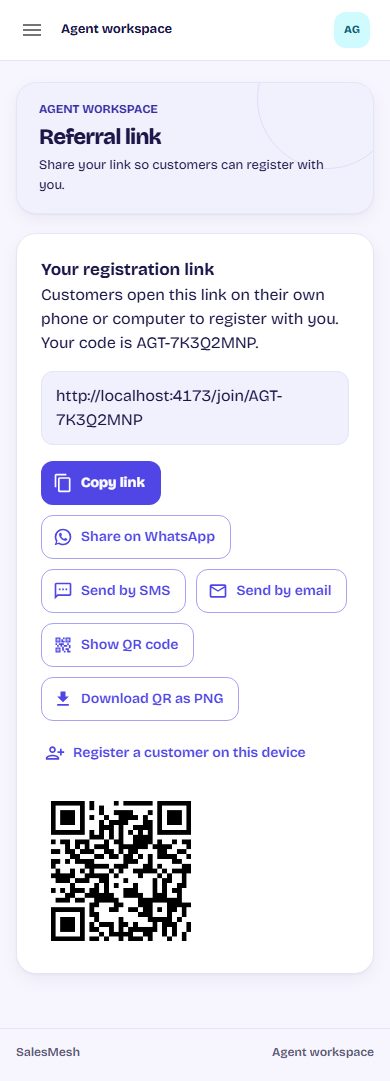 Agent workspace
AG
AGENT WORKSPACE
Referral link
Share your link so customers can register with
you.
Your registration link
Customers open this link on their own
phone or computer to register with you.
Your code is AGT-7K3Q2MNP.
http://localhost:4173/join/AGT-
7K3Q2MNP
Copy link
Share on WhatsApp
Send by SMS
Send by email
Show QR code
Download QR as PNG
Register a customer on this device
SalesMesh
Agent workspace